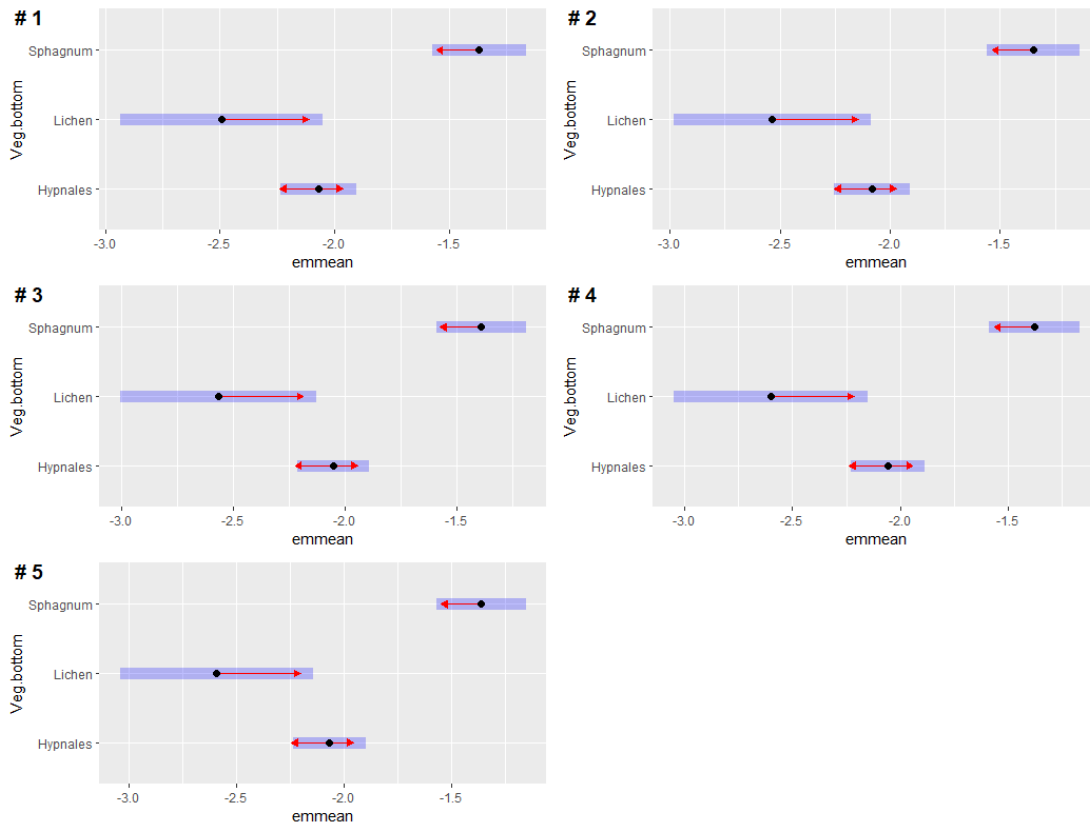 # 1
Sphagnum
Lichen
Hypnales
Veg.bottom
-3.0 -2.5 -2.0 -1.5
emmean
# 2
Sphagnum
Lichen
Hypnales
Veg.bottom
-3.0 -2.5 -2.0 -1.5
emmean
# 3
Sphagnum
Lichen
Hypnales
Veg.bottom
-3.0 -2.5 -2.0 -1.5
emmean
# 4
Sphagnum
Lichen
Hypnales
Veg.bottom
-3.0 -2.5 -2.0 -1.5
emmean
# 5
Sphagnum
Lichen
Hypnales
Veg.bottom
-3.0 -2.5 -2.0 -1.5
emmean